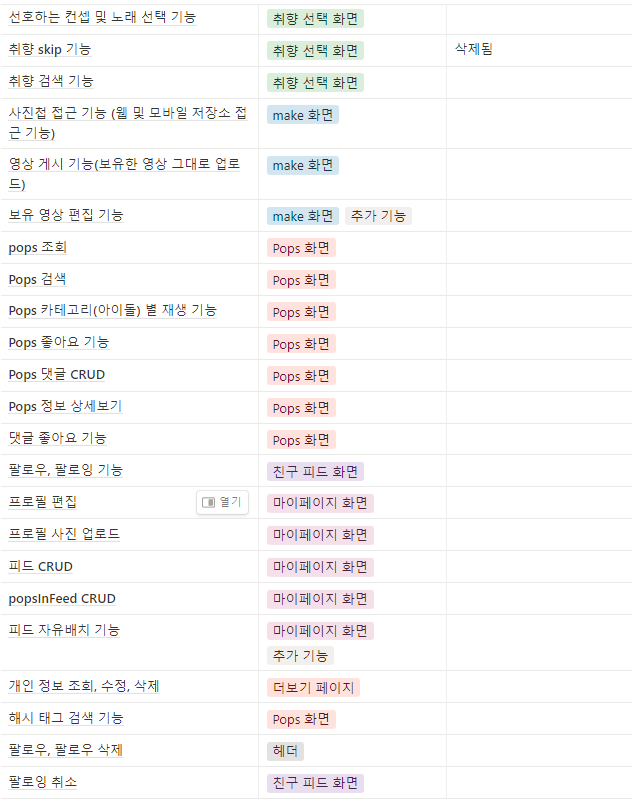 선호하는 컨셉 및 노래 선택 기능 취향 선택 화면
취향 skip 기능 취향 선택 화면 삭제됨
취향 검색 기능 취향 선택 화면
사진첩 접근 기능 (웹 및 모바일 저장소 접 make 화면
근 기능)
영상 게시 기능(보유한 영상 그대로 업로 make 화면
드)
보유 영상 편집 기능 make 화면 추가 기능
pops 조회 Pops 화면
Pops 검색 Pops 화면
Pops 카테고리(아이돌) 별 재생 기능 Pops 화면
Pops 좋아요 기능 Pops 화면
Pops 댓글 CRUD Pops 화면
Pops 정보 상세보기 Pops 화면
댓글 좋아요 기능 Pops 화면
팔로우, 팔로잉 기능 친구 피드 화면
프로필 편집 열기 마이페이지 화면
프로필 사진 업로드 마이페이지 화면
피드 CRUD 마이페이지 화면
popsInFeed CRUD 마이페이지 화면
피드 자유배치 기능 마이페이지 화면
추가 기능
개인 정보 조회, 수정, 삭제 더보기 페이지
해시 태그 검색 기능 Pops 화면
팔로우, 팔로우 삭제 헤더
팔로잉 취소 친구 피드 화면